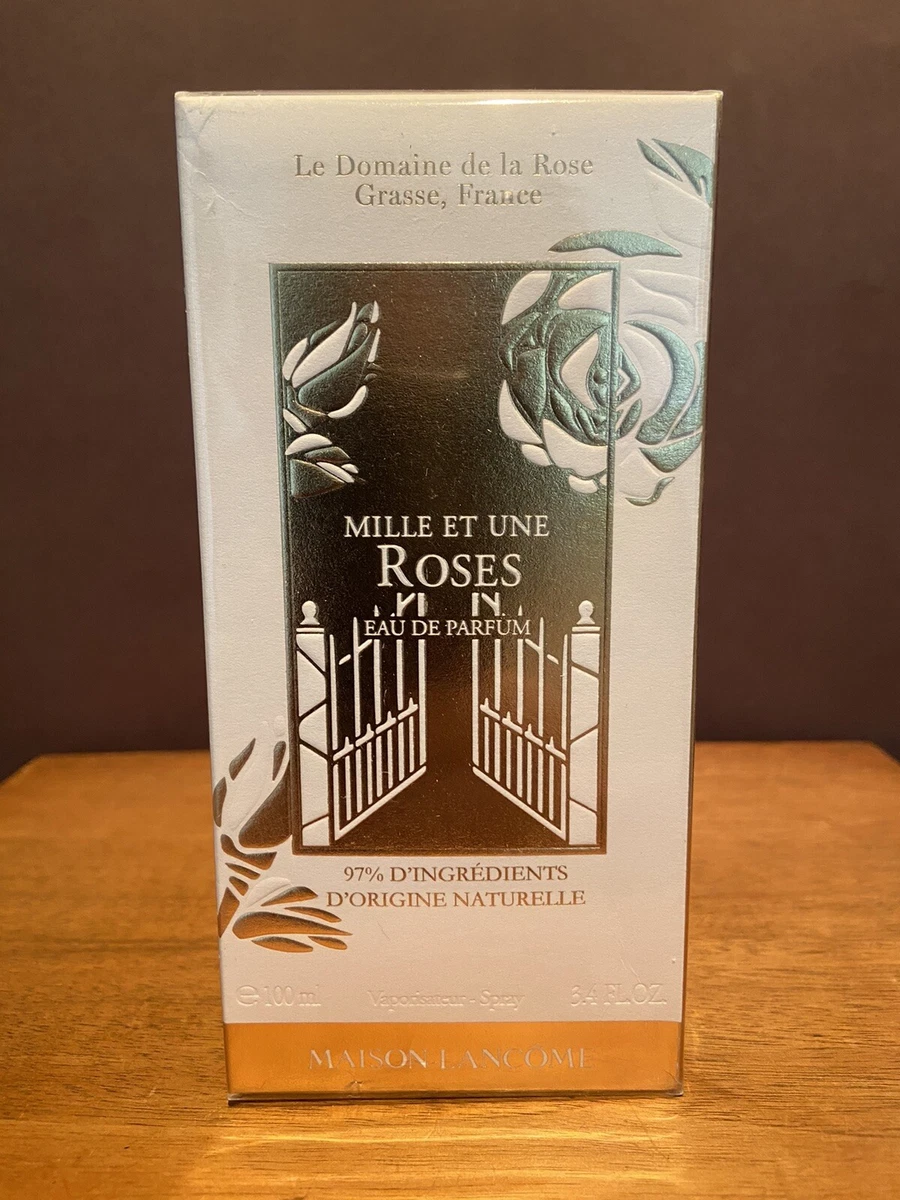 Le Domaine de la Rose
Grasse, France
MILLE ET UNE
ROSES
EAU DE PARFUM
97% D'INGRÉDIENTS
D'ORIGINE NATURELLE
℮ 100 ml Vaporisateur - Spray 3.4 FL.OZ.
MAISON LANCÔME